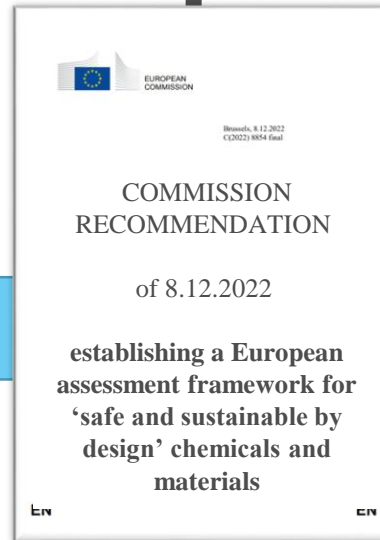 EUROPEAN
COMMISSION
Brussels, 8.12.2022
C(2022) 8854 final
COMMISSION
RECOMMENDATION
of 8.12.2022
establishing a European
assessment framework for
‘safe and sustainable by
design’ chemicals and
materials
EN EN